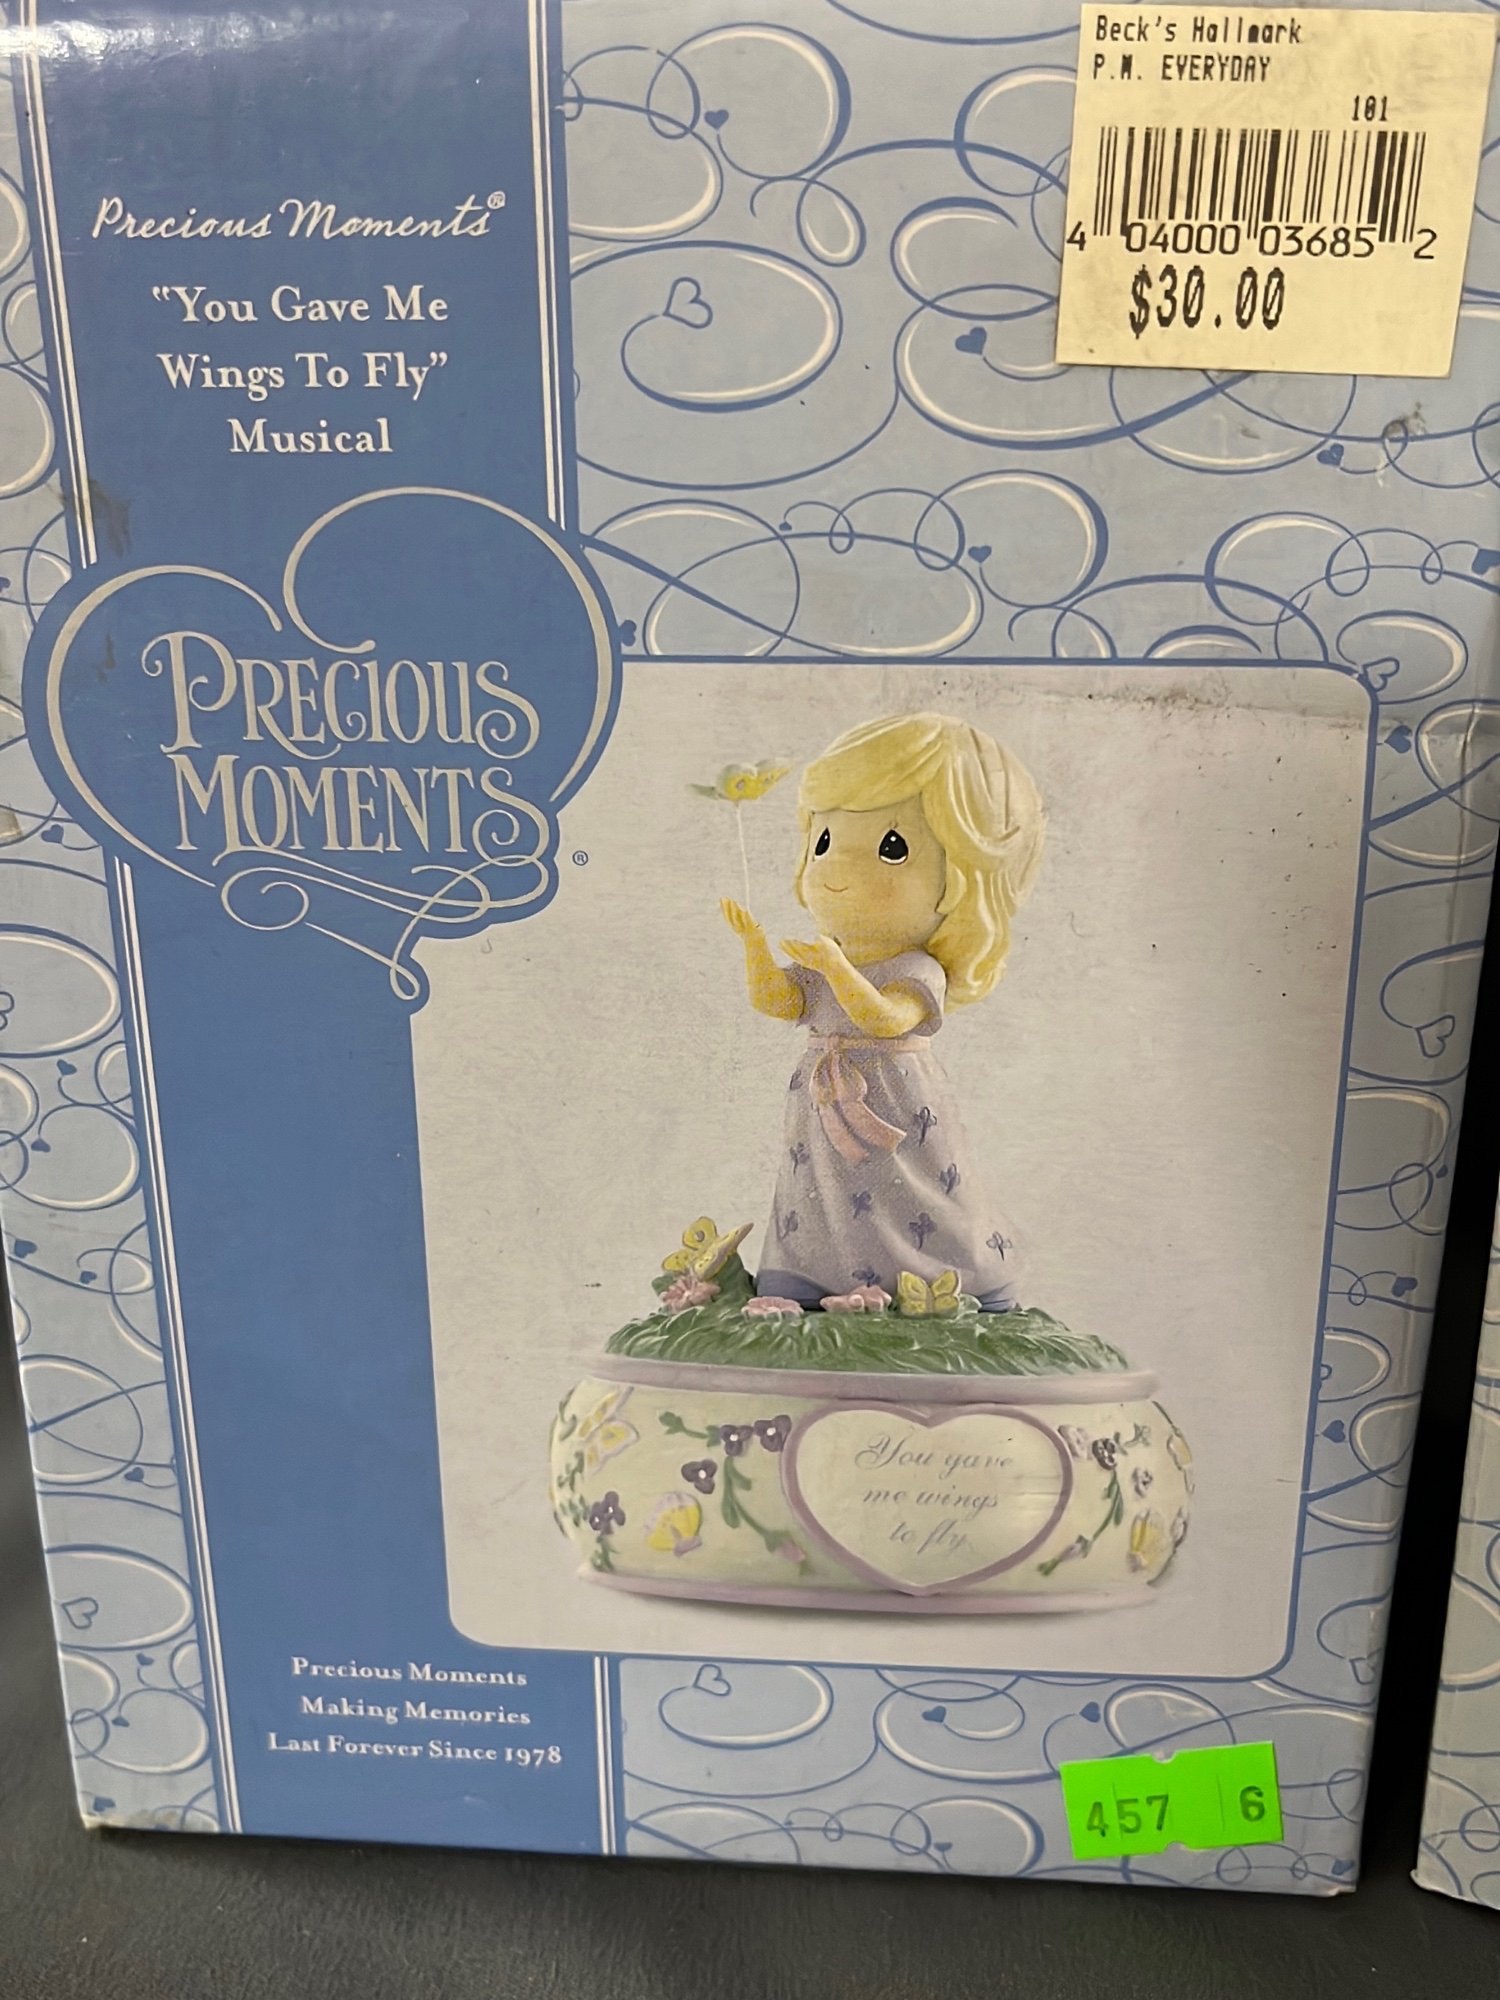 Beck's Hallmark
P.M. EVERYDAY
101
4 04000 03685 2
$30.00
Precious Moments®
"You Gave Me
Wings To Fly"
Musical
PRECIOUS
MOMENTS
®
You gave
me wings
to fly
Precious Moments
Making Memories
Last Forever Since 1978
457 6